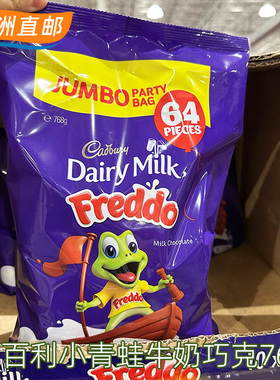 洲直邮
JUMBO PARTY BAG
64
PIECES
Cadbury
Dairy Milk
℮768g
Freddo
Milk Chocolate
Freddo
百利小青蛙牛奶巧克7